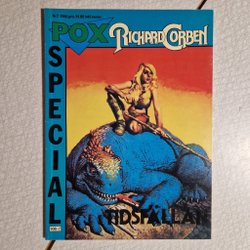 POX
RICHARD CORBEN
SPECIAL
TIDSFÄLLAN